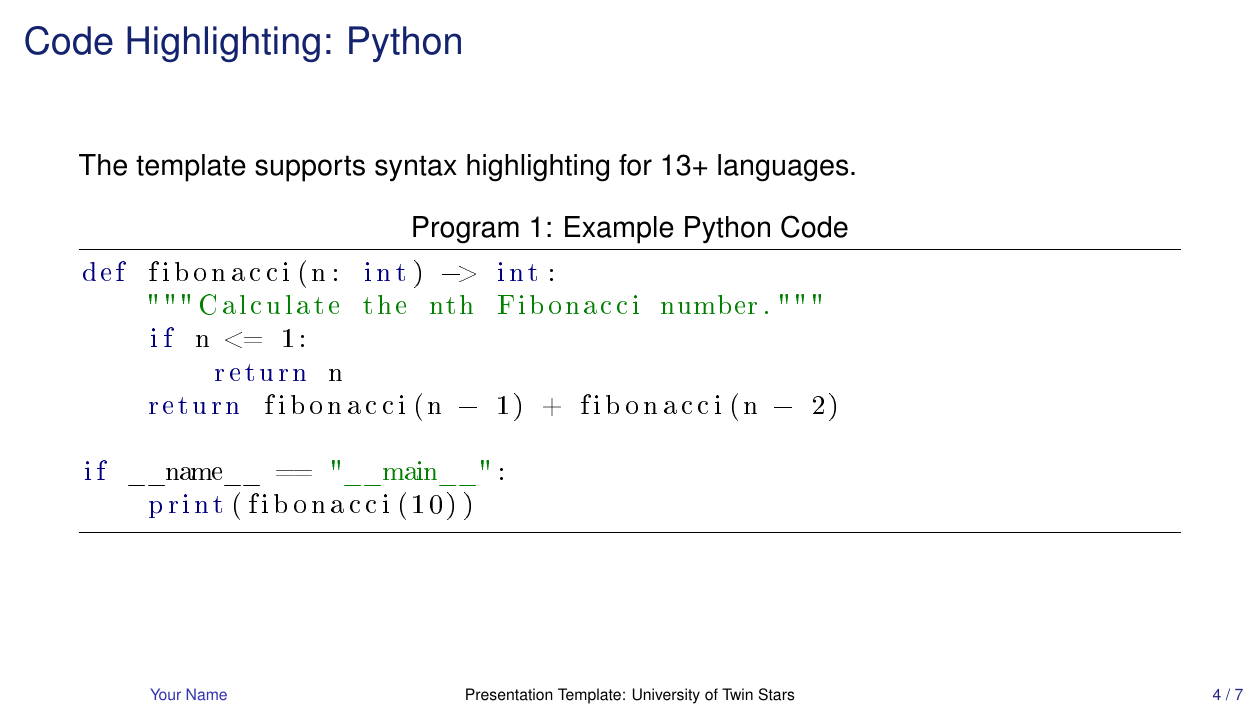 Code Highlighting: Python
The template supports syntax highlighting for 13+ languages.
Program 1: Example Python Code
def fibonacci(n: int) -> int:
    """Calculate the nth Fibonacci number."""
    if n <= 1:
        return n
    return fibonacci(n - 1) + fibonacci(n - 2)
if __name__ == "__main__":
    print(fibonacci(10))
Your Name
Presentation Template: University of Twin Stars
4 / 7